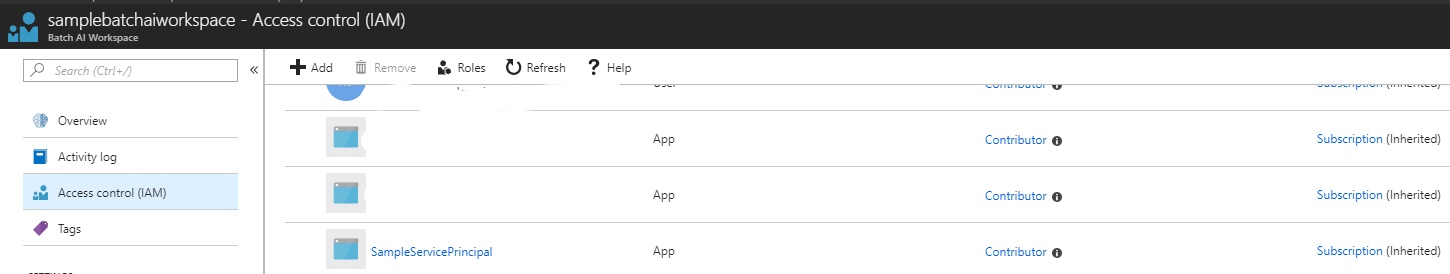 samplebatchaiworkspace - Access control (IAM)
Batch AI Workspace
Search (Ctrl+/)
«
Add
Remove
Roles
Refresh
? Help
Overview
Activity log
Access control (IAM)
Tags
User
Contributor
Subscription (Inherited)
App
Contributor
Subscription (Inherited)
App
Contributor
Subscription (Inherited)
SampleServicePrincipal
App
Contributor
Subscription (Inherited)
SETTINGS